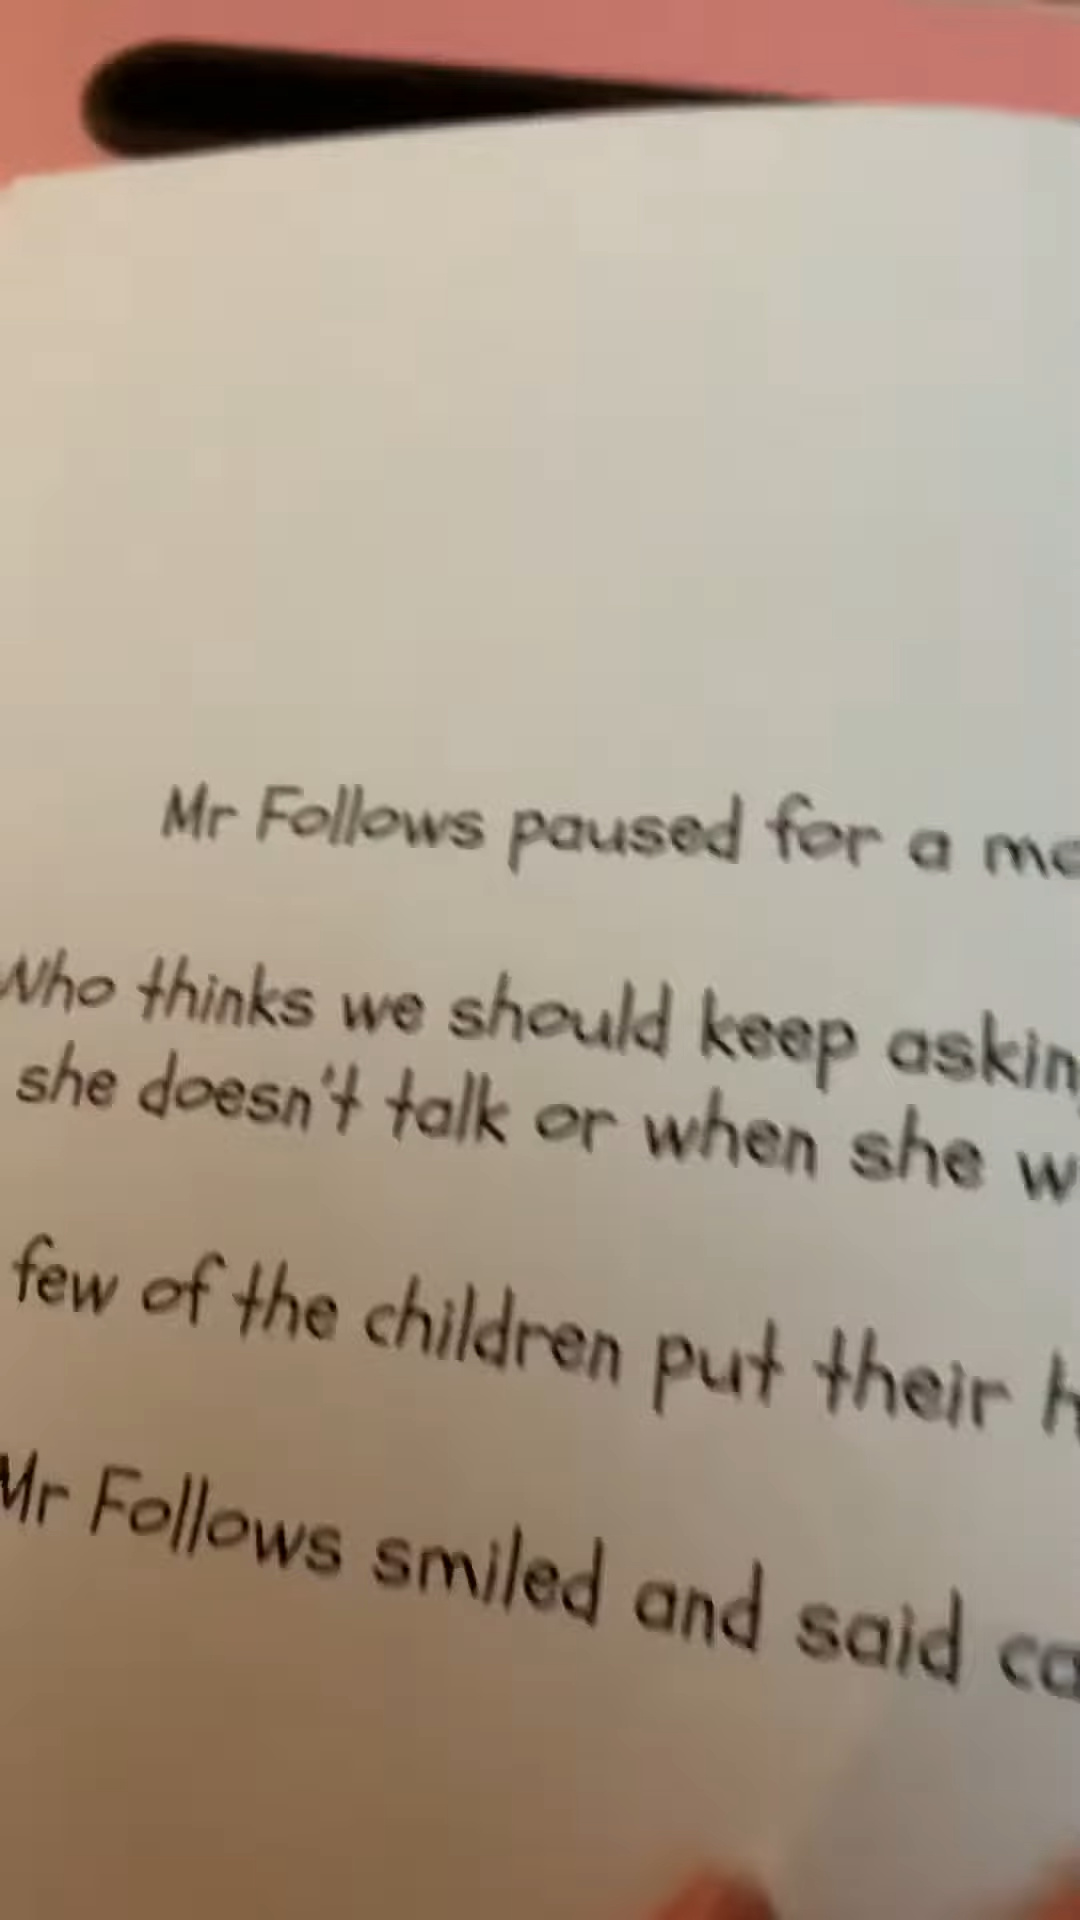 Mr Follows paused for a
Who thinks we should keep
she doesn't talk or when she
few of the children put their
Mr Follows smiled and said